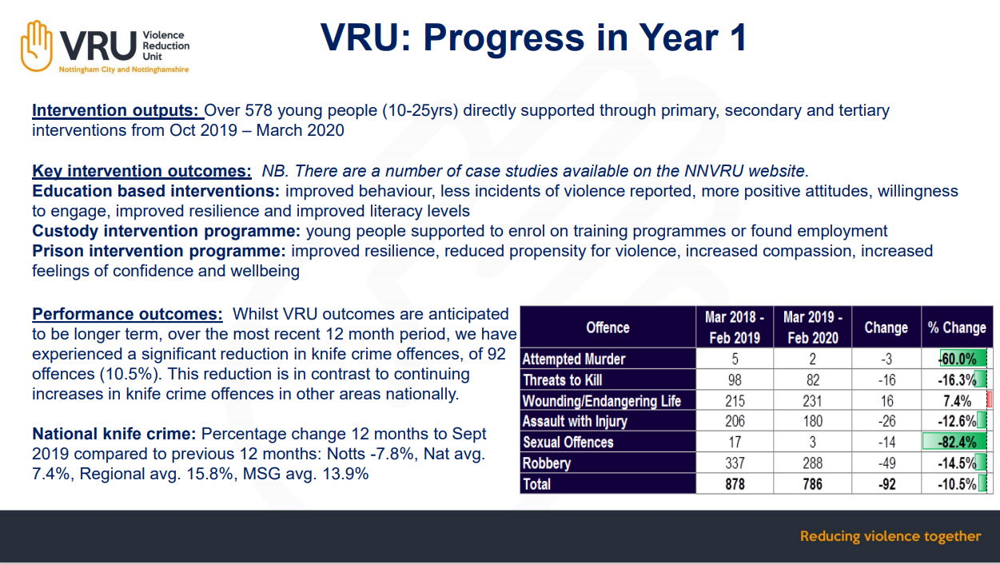 VRU Violence
Reduction
Unit
Nottingham City and Nottinghamshire
VRU: Progress in Year 1
Intervention outputs: Over 578 young people (10-25yrs) directly supported through primary, secondary and tertiary
interventions from Oct 2019 – March 2020
Key intervention outcomes: NB. There are a number of case studies available on the NNVRU website.
Education based interventions: improved behaviour, less incidents of violence reported, more positive attitudes, willingness
to engage, improved resilience and improved literacy levels
Custody intervention programme: young people supported to enrol on training programmes or found employment
Prison intervention programme: improved resilience, reduced propensity for violence, increased compassion, increased
feelings of confidence and wellbeing
Performance outcomes: Whilst VRU outcomes are anticipated
to be longer term, over the most recent 12 month period, we have
experienced a significant reduction in knife crime offences, of 92
offences (10.5%). This reduction is in contrast to continuing
increases in knife crime offences in other areas nationally.
National knife crime: Percentage change 12 months to Sept
2019 compared to previous 12 months: Notts -7.8%, Nat avg.
7.4%, Regional avg. 15.8%, MSG avg. 13.9%
Offence Mar 2018 - Feb 2019 Mar 2019 - Feb 2020 Change % Change
Attempted Murder 5 2 -3 -60.0%
Threats to Kill 98 82 -16 -16.3%
Wounding/Endangering Life 215 231 16 7.4%
Assault with Injury 206 180 -26 -12.6%
Sexual Offences 17 3 -14 -82.4%
Robbery 337 288 -49 -14.5%
Total 878 786 -92 -10.5%
Reducing violence together